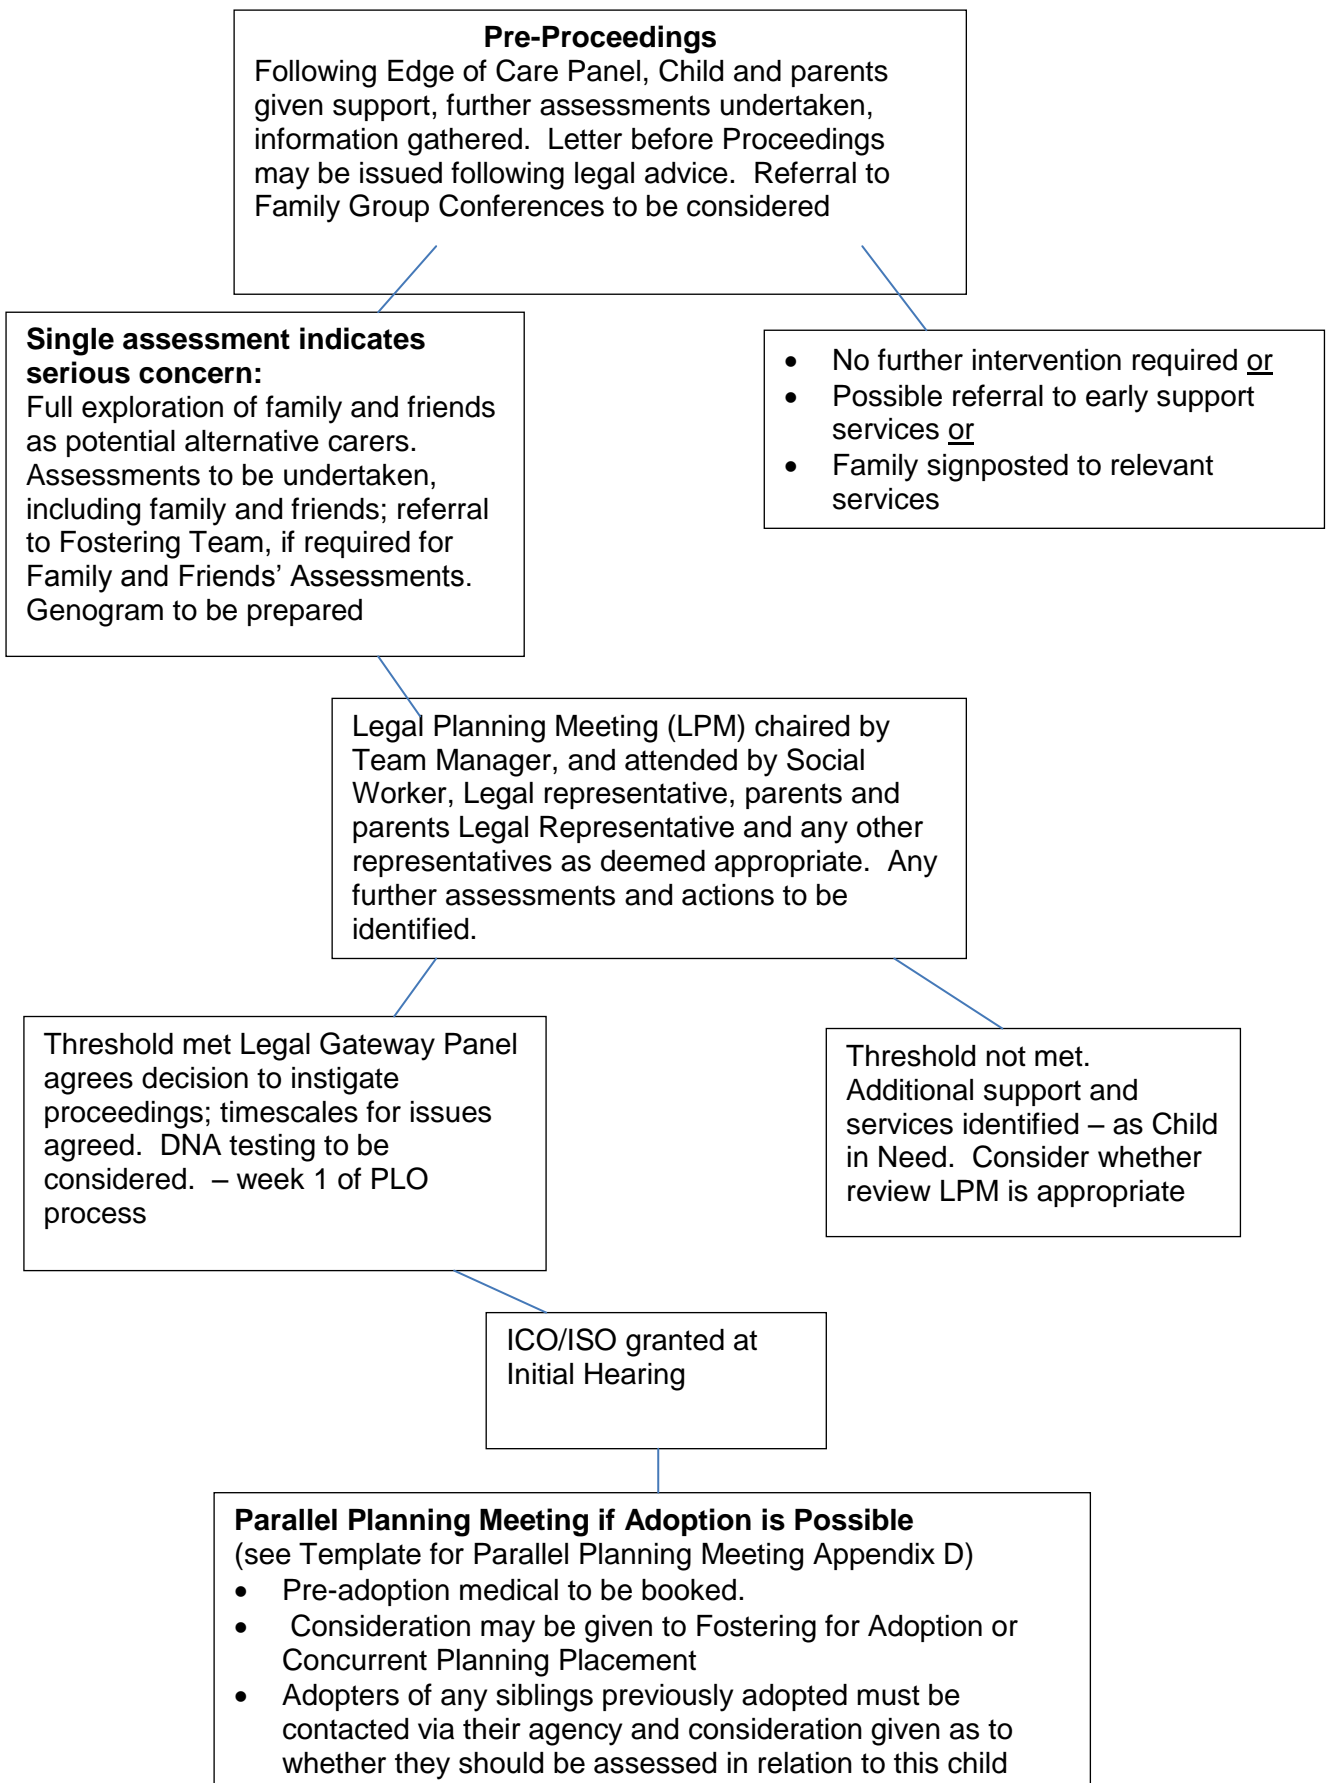 Pre-Proceedings
Following Edge of Care Panel, Child and parents
given support, further assessments undertaken,
information gathered.  Letter before Proceedings
may be issued following legal advice.  Referral to
Family Group Conferences to be considered
Single assessment indicates
serious concern:
Full exploration of family and friends
as potential alternative carers.
Assessments to be undertaken,
including family and friends; referral
to Fostering Team, if required for
Family and Friends’ Assessments.
Genogram to be prepared
• No further intervention required or
• Possible referral to early support
services or
• Family signposted to relevant
services
Legal Planning Meeting (LPM) chaired by
Team Manager, and attended by Social
Worker, Legal representative, parents and
parents Legal Representative and any other
representatives as deemed appropriate.  Any
further assessments and actions to be
identified.
Threshold met Legal Gateway Panel
agrees decision to instigate
proceedings; timescales for issues
agreed.  DNA testing to be
considered.  – week 1 of PLO
process
Threshold not met.
Additional support and
services identified – as Child
in Need.  Consider whether
review LPM is appropriate
ICO/ISO granted at
Initial Hearing
Parallel Planning Meeting if Adoption is Possible
(see Template for Parallel Planning Meeting Appendix D)
• Pre-adoption medical to be booked.
• Consideration may be given to Fostering for Adoption or
Concurrent Planning Placement
• Adopters of any siblings previously adopted must be
contacted via their agency and consideration given as to
whether they should be assessed in relation to this child